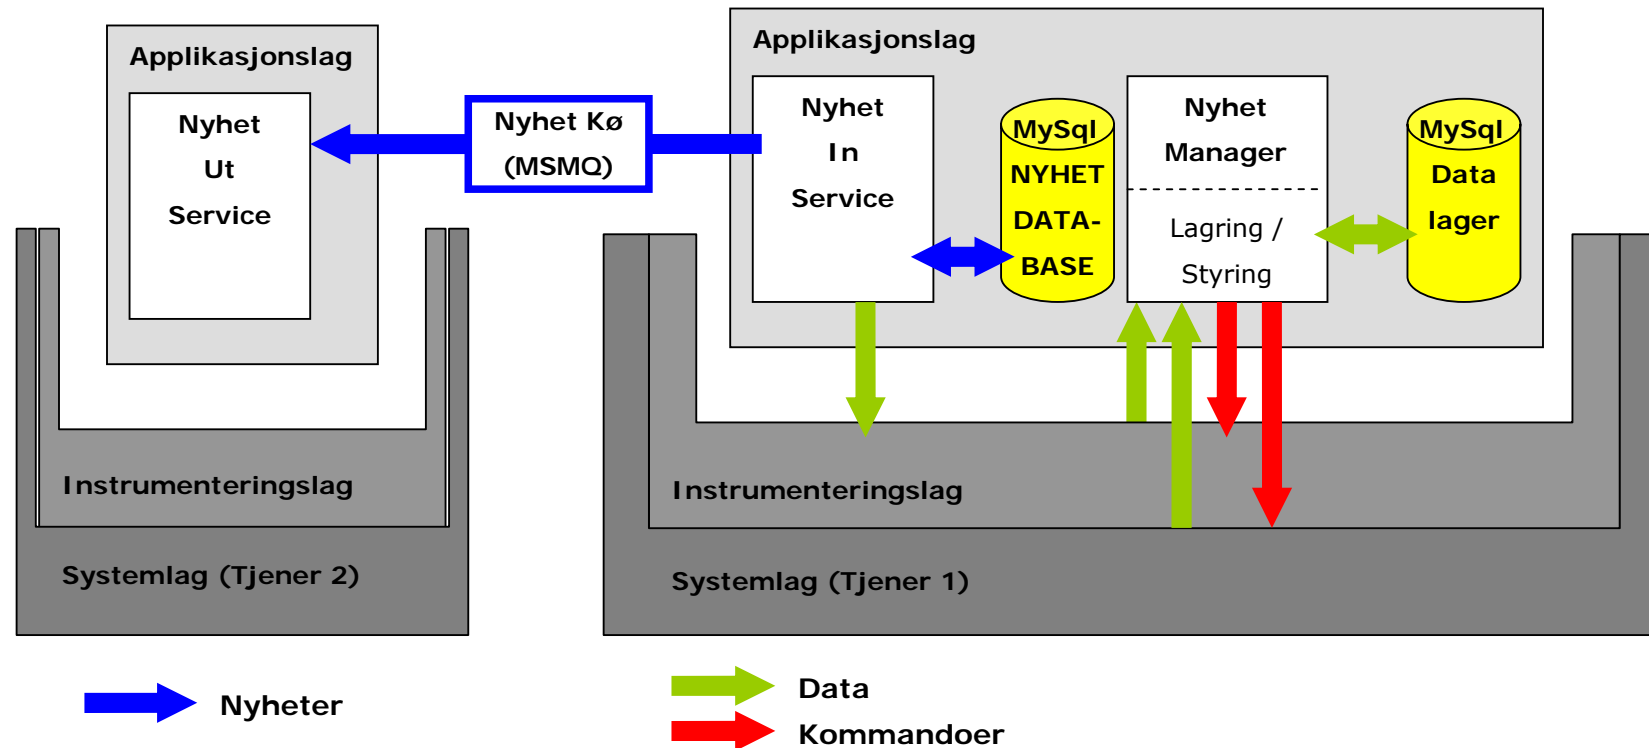 Applikasjonslag
Nyhet
Ut
Service
Nyhet Kø
(MSMQ)
Applikasjonslag
Nyhet
In
Service
MySql
NYHET
DATA-
BASE
Nyhet
Manager
Lagring /
Styring
MySql
Data
lager
Instrumenteringslag
Systemlag (Tjener 2)
Instrumenteringslag
Systemlag (Tjener 1)
Nyheter
Data
Kommandoer